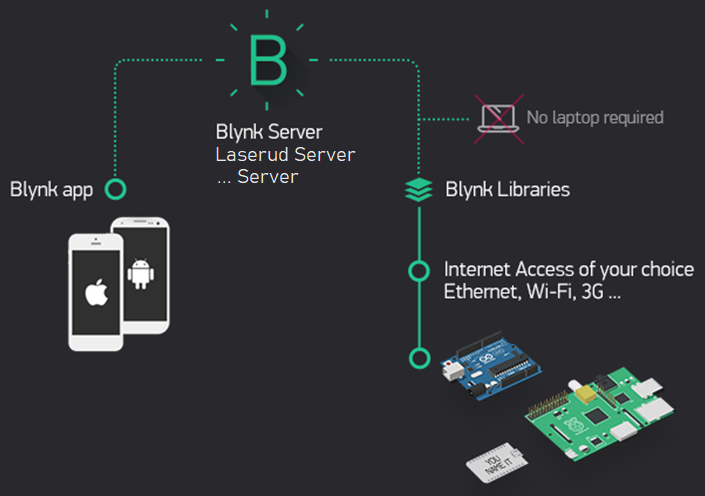 B
Blynk Server
Laserud Server
... Server
No laptop required
Blynk app
Blynk Libraries
Internet Access of your choice
Ethernet, Wi-Fi, 3G ...
YOU
NAME IT